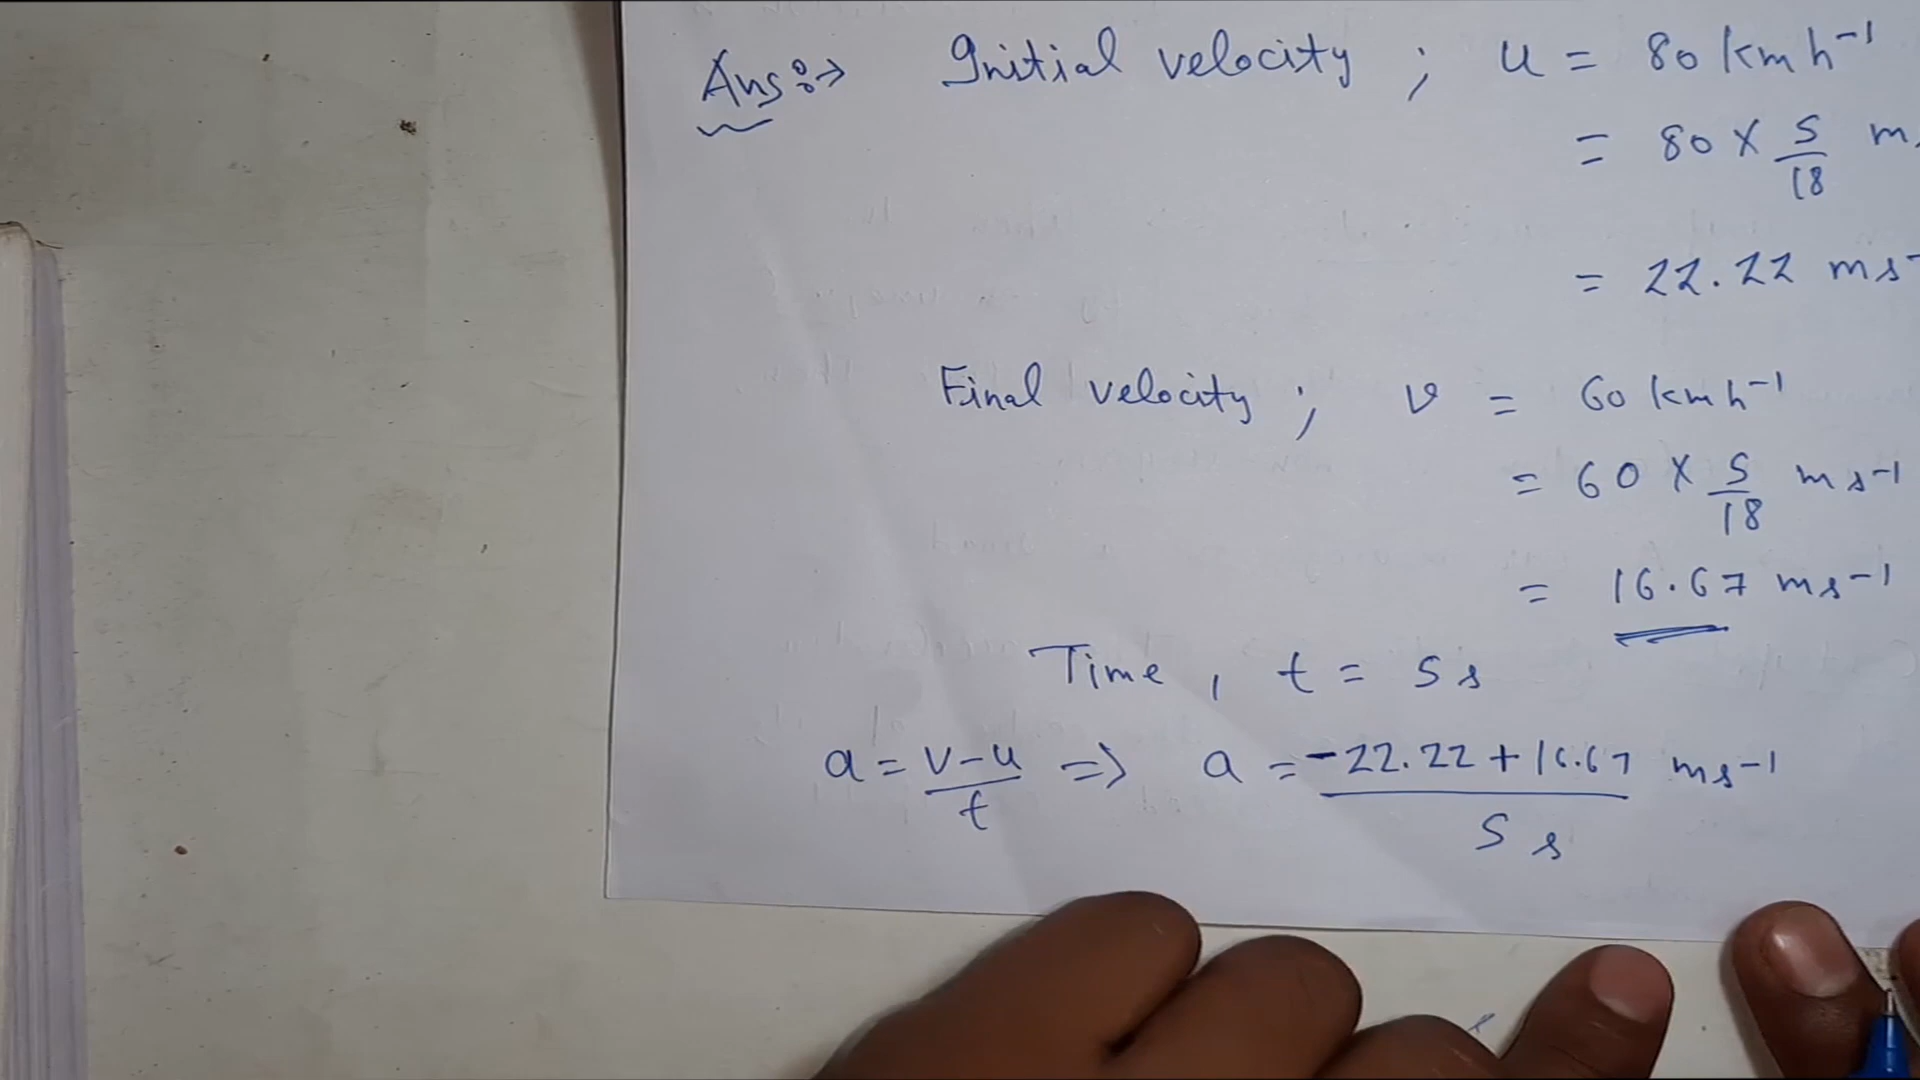 Ans:→ Initial velocity ; u = 80 km h⁻¹
= 80 × 5/18 m
= 22.22 ms⁻
Final velocity ; v = 60 km h⁻¹
= 60 × 5/18 ms⁻¹
= 16.67 ms⁻¹
Time , t = 5 s
a = v-u/t => a = -22.22 + 16.67 ms⁻¹ / 5 s